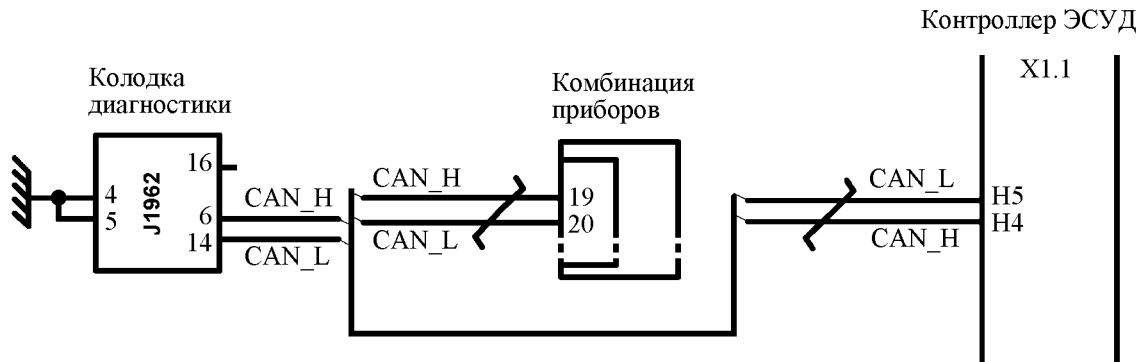 Контроллер ЭСУД
X1.1
Колодка
диагностики
Комбинация
приборов
16
4
5
J1962
6
14
CAN_H
CAN_L
CAN_H
CAN_L
19
20
CAN_L
CAN_H
H5
H4